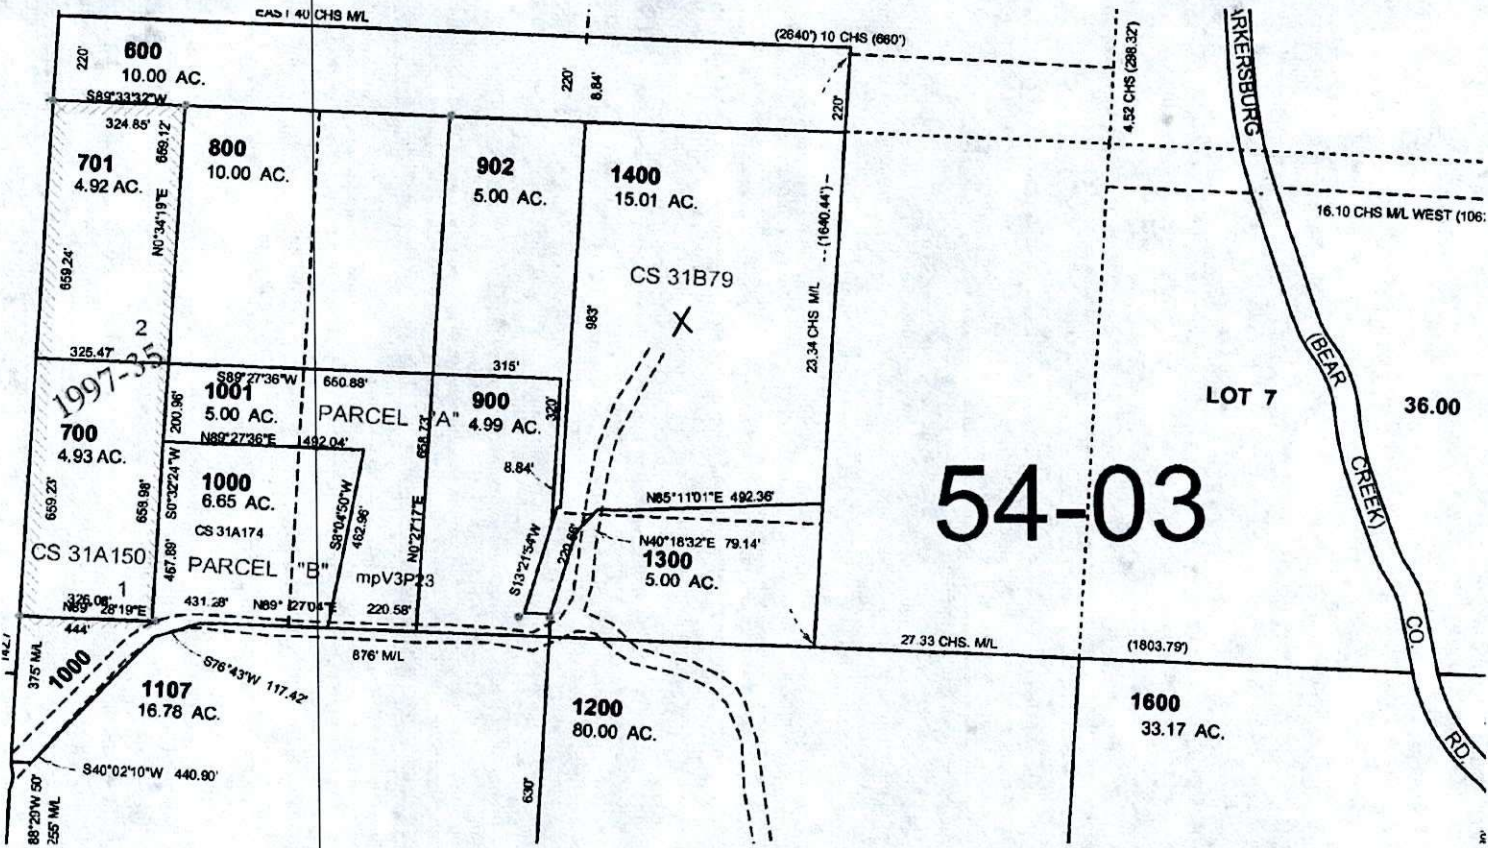 EAST 40 CHS M/L
(2640') 10 CHS (660')
600
10.00 AC.
220'
S89°33'32"W
220'
8.84'
220'
4.52 CHS (298.32')
324.85'
669.12'
701
4.92 AC.
N0°34'19"E
659.24'
800
10.00 AC.
902
5.00 AC.
1400
15.01 AC.
(1640.44')
23.34 CHS M/L
CS 31B79
X
983'
16.10 CHS M/L WEST
2
325.47'
1997-35
315'
S89°27'36"W 660.88'
200.96'
1001
5.00 AC.
PARCEL "A"
658.73'
900
4.99 AC.
320'
LOT 7
36.00
700
4.93 AC.
N89°27'36"E 492.04'
8.84'
S0°32'24"W
1000
6.65 AC.
659.23'
659.98'
CS 31A174
S8°04'50"W
462.96'
N0°27'17"E
N85°11'01"E 492.36'
54-03
N40°18'32"E 79.14'
220.66'
S13°21'54"W
1300
5.00 AC.
CS 31A150
467.89'
PARCEL "B"
mpV3P23
1
326.06'
N89°28'19"E
431.28'
N89°27'04"E
220.58'
444'
876' M/L
27.33 CHS. M/L
(1803.79')
375' M/L
1000
S76°43'W 117.42'
1107
16.78 AC.
1200
80.00 AC.
1600
33.17 AC.
S40°02'10"W 440.90'
630'
255' M/L
(BEAR
CREEK)
CO.
RD.